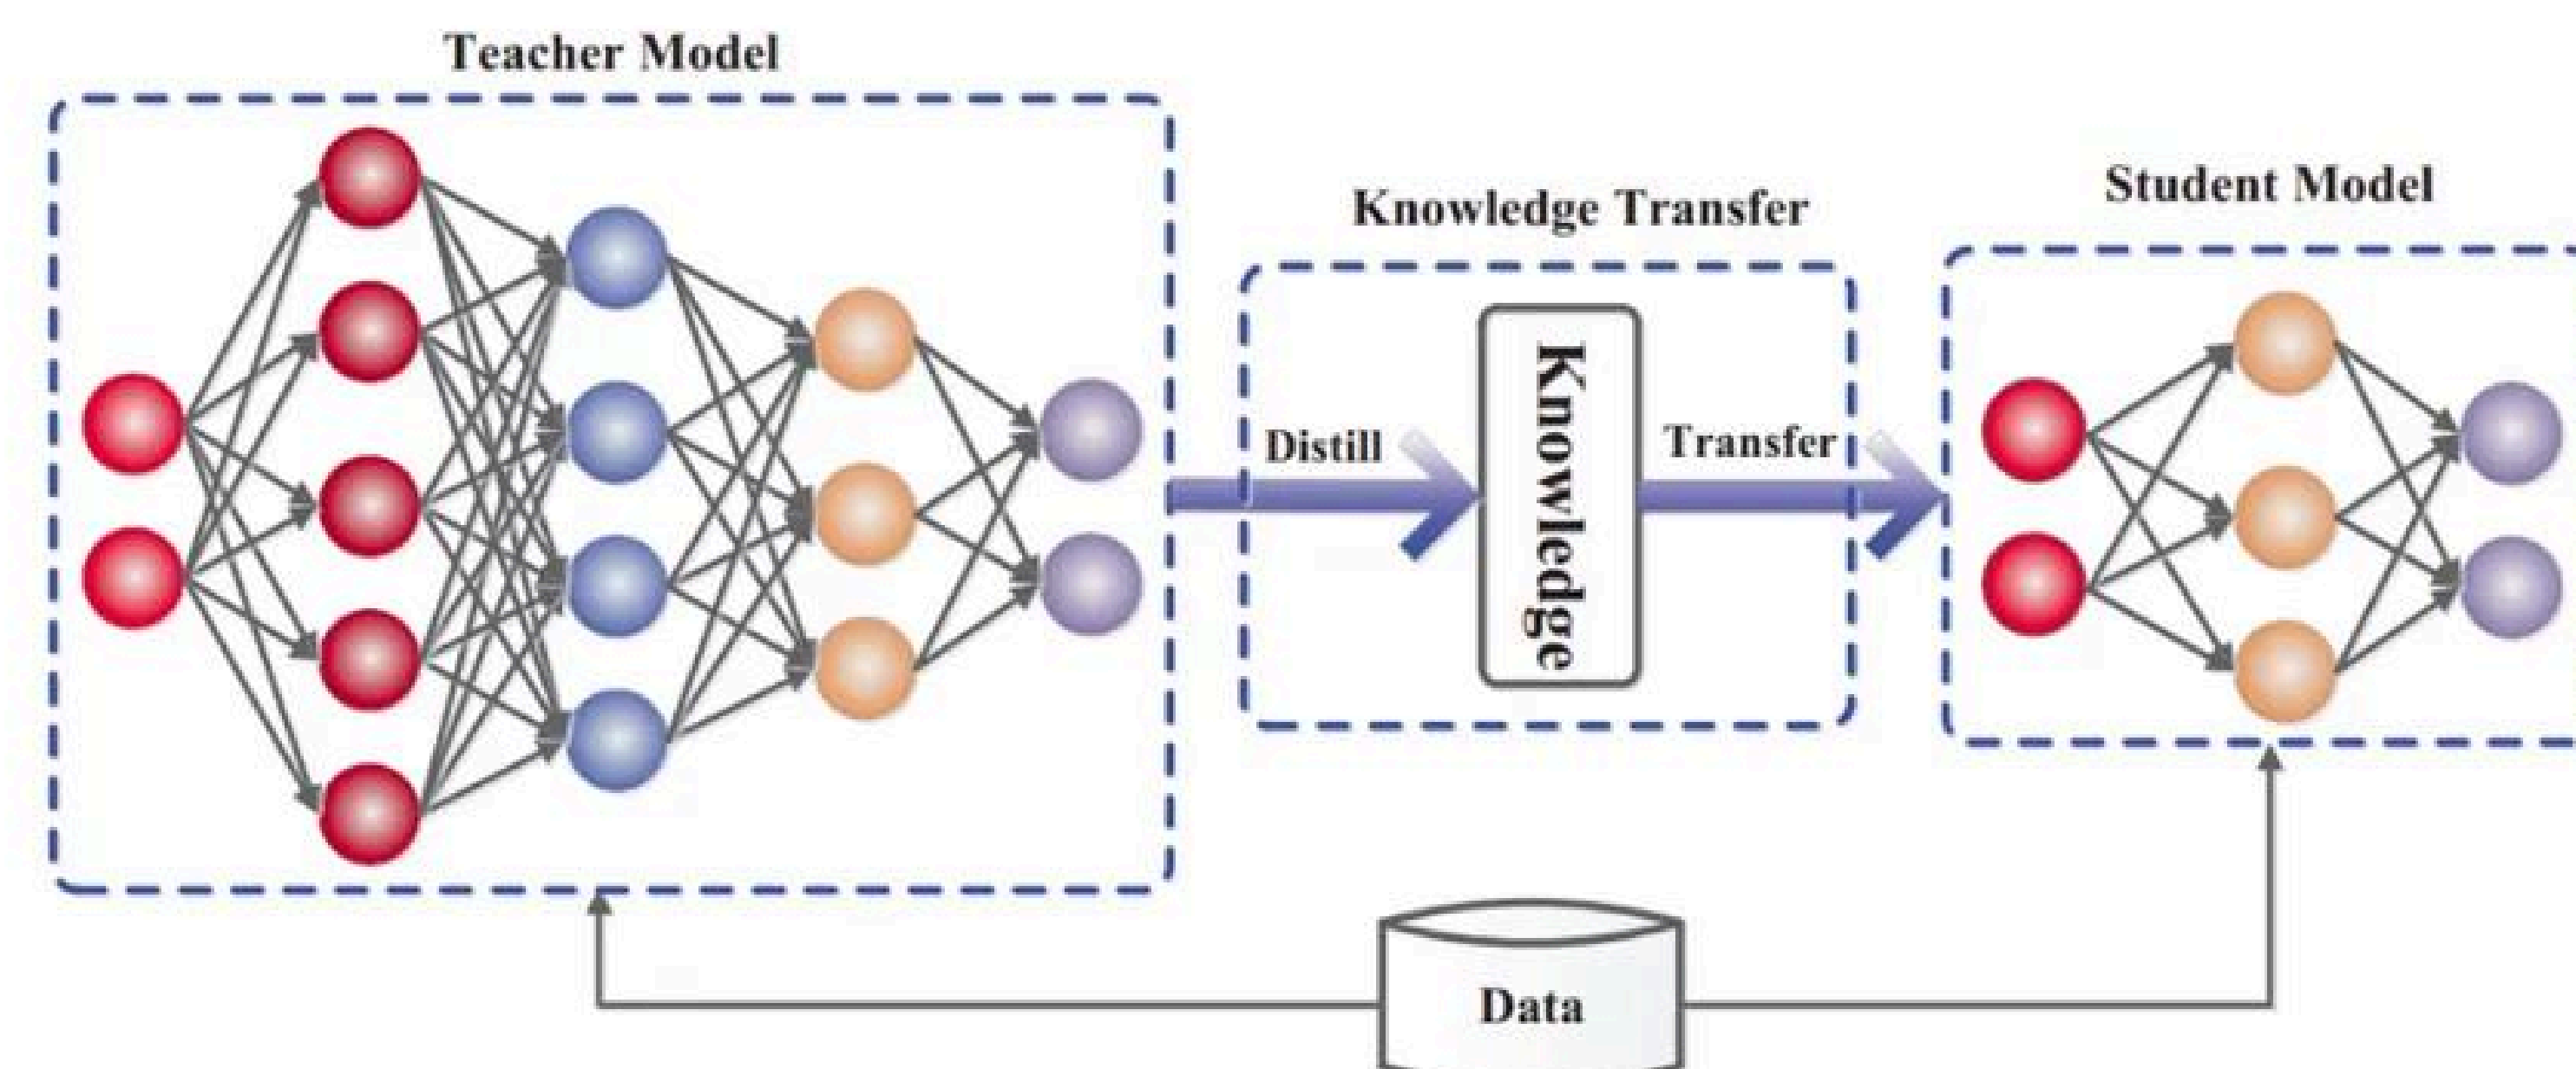 Teacher Model
Knowledge Transfer
Student Model
Distill
Knowledge
Transfer
Data